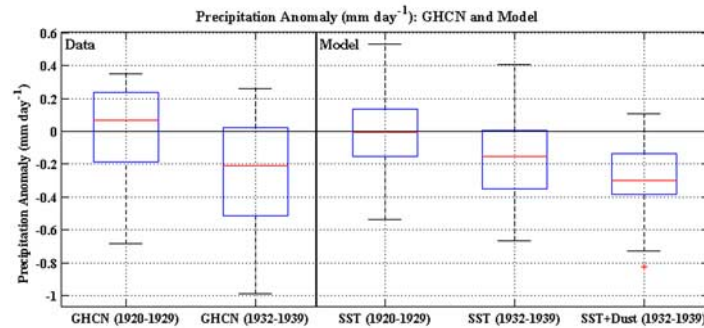 Precipitation Anomaly (mm day⁻¹): GHCN and Model
Data
Model
Precipitation Anomaly (mm day⁻¹)
0.6
0.4
0.2
0
-0.2
-0.4
-0.6
-0.8
-1
GHCN (1920-1929)
GHCN (1932-1939)
SST (1920-1929)
SST (1932-1939)
SST+Dust (1932-1939)